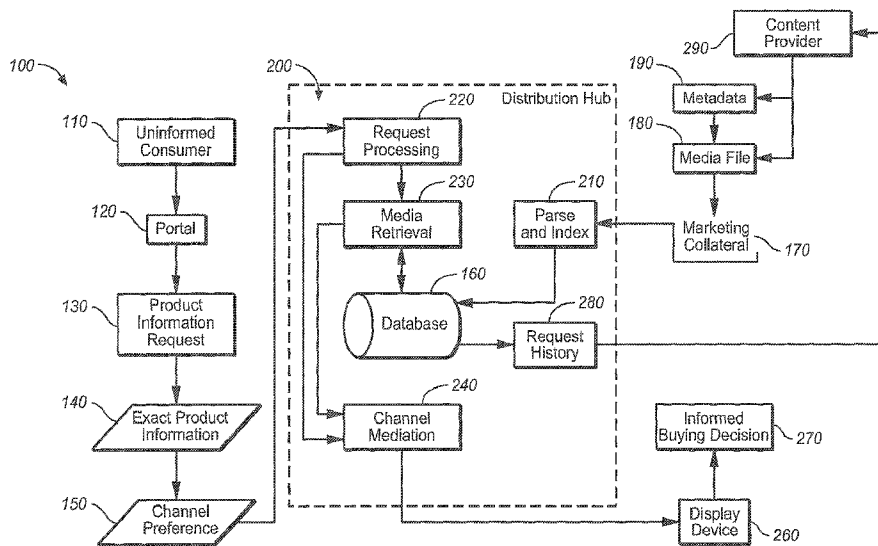 100
110
Uninformed
Consumer
120
Portal
130
Product
Information
Request
140
Exact Product
Information
150
Channel
Preference
200
Distribution Hub
220
Request
Processing
230
Media
Retrieval
210
Parse
and Index
160
Database
280
Request
History
240
Channel
Mediation
290
Content
Provider
190
Metadata
180
Media File
Marketing
Collateral
170
Informed
Buying Decision
270
Display
Device
260